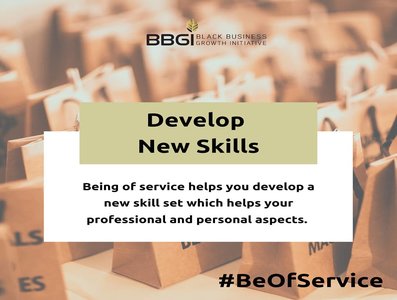 BBGI BLACK BUSINESS
GROWTH INITIATIVE
Develop
New Skills
Being of service helps you develop a
new skill set which helps your
professional and personal aspects.
#BeOfService